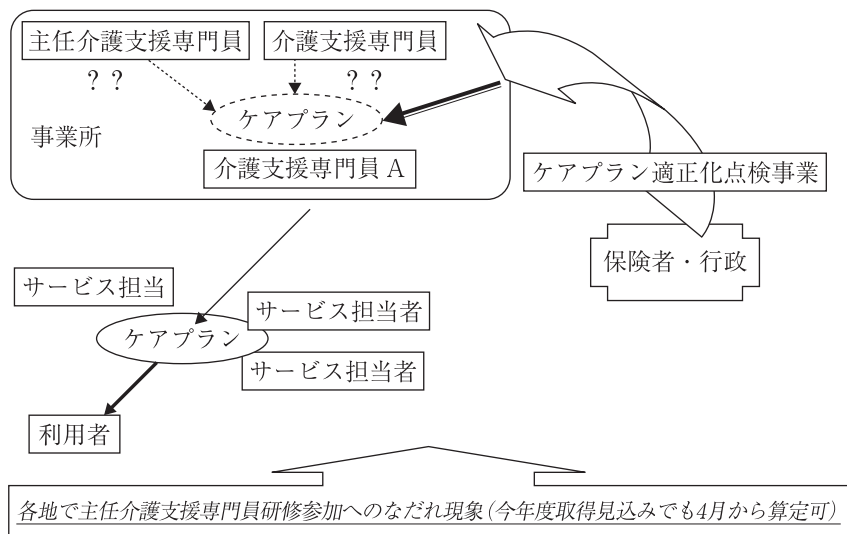 主任介護支援専門員
介護支援専門員
？？
？？
ケアプラン
事業所
介護支援専門員 A
ケアプラン適正化点検事業
保険者・行政
サービス担当
サービス担当者
ケアプラン
サービス担当者
利用者
各地で主任介護支援専門員研修参加へのなだれ現象(今年度取得見込みでも4月から算定可)